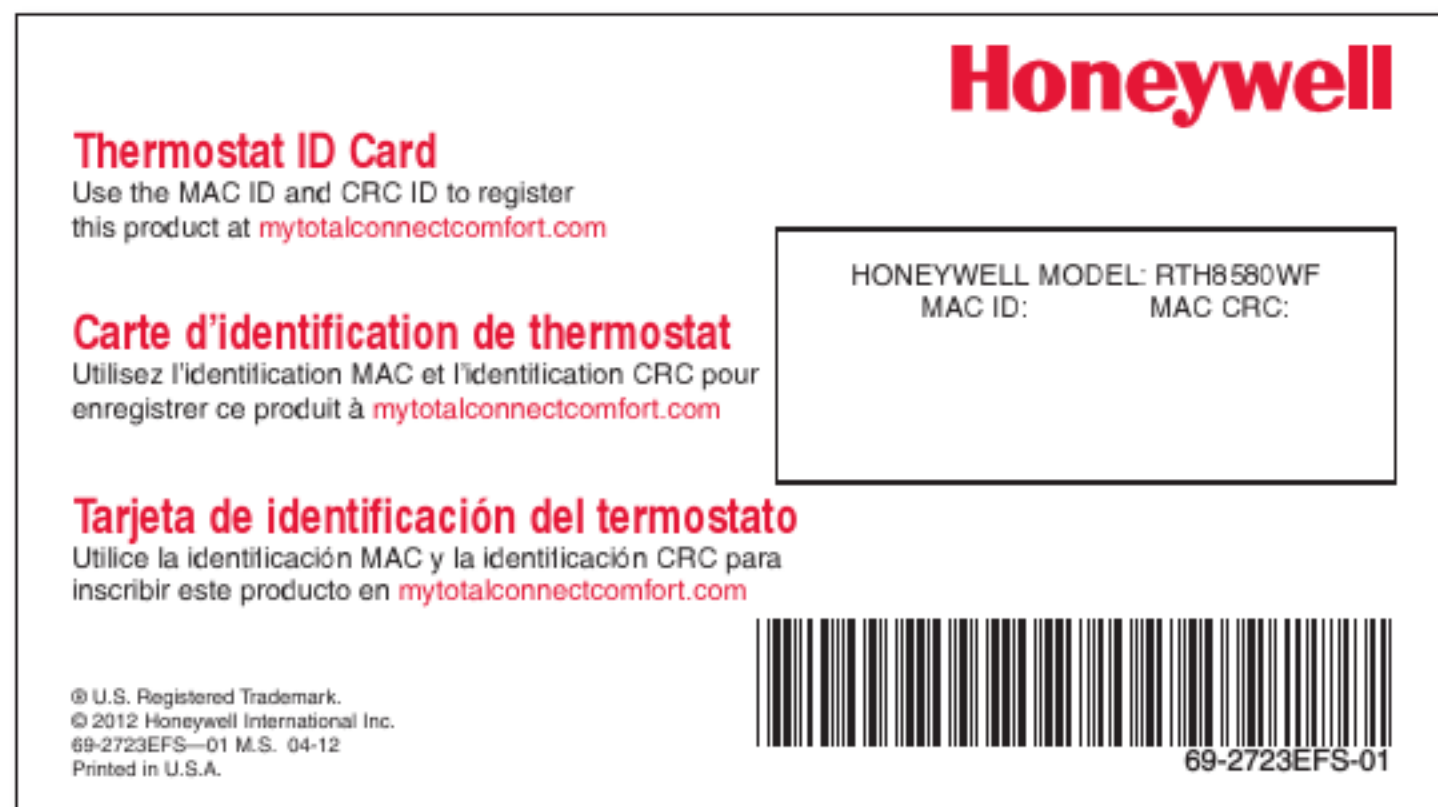 Honeywell
Thermostat ID Card
Use the MAC ID and CRC ID to register
this product at mytotalconnectcomfort.com
HONEYWELL MODEL: RTH8580WF
MAC ID: MAC CRC:
Carte d'identification de thermostat
Utilisez l'identification MAC et l'identification CRC pour
enregistrer ce produit à mytotalconnectcomfort.com
Tarjeta de identificación del termostato
Utilice la identificación MAC y la identificación CRC para
inscribir este producto en mytotalconnectcomfort.com
® U.S. Registered Trademark.
© 2012 Honeywell International Inc.
69-2723EFS—01 M.S. 04-12
Printed in U.S.A.
69-2723EFS-01